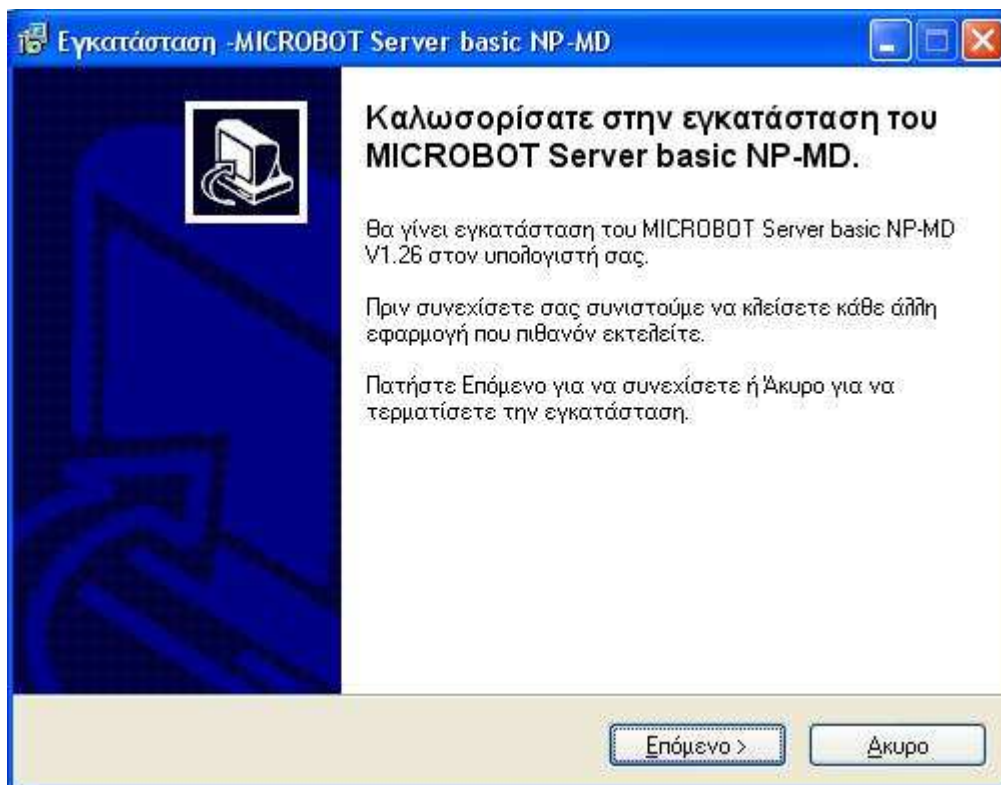 Εγκατάσταση -MICROBOT Server basic NP-MD
Καλωσορίσατε στην εγκατάσταση του
MICROBOT Server basic NP-MD.
Θα γίνει εγκατάσταση του MICROBOT Server basic NP-MD
V1.26 στον υπολογιστή σας.
Πριν συνεχίσετε σας συνιστούμε να κλείσετε κάθε άλλη
εφαρμογή που πιθανόν εκτελείτε.
Πατήστε Επόμενο για να συνεχίσετε ή Άκυρο για να
τερματίσετε την εγκατάσταση.
Επόμενο >
Ακυρο